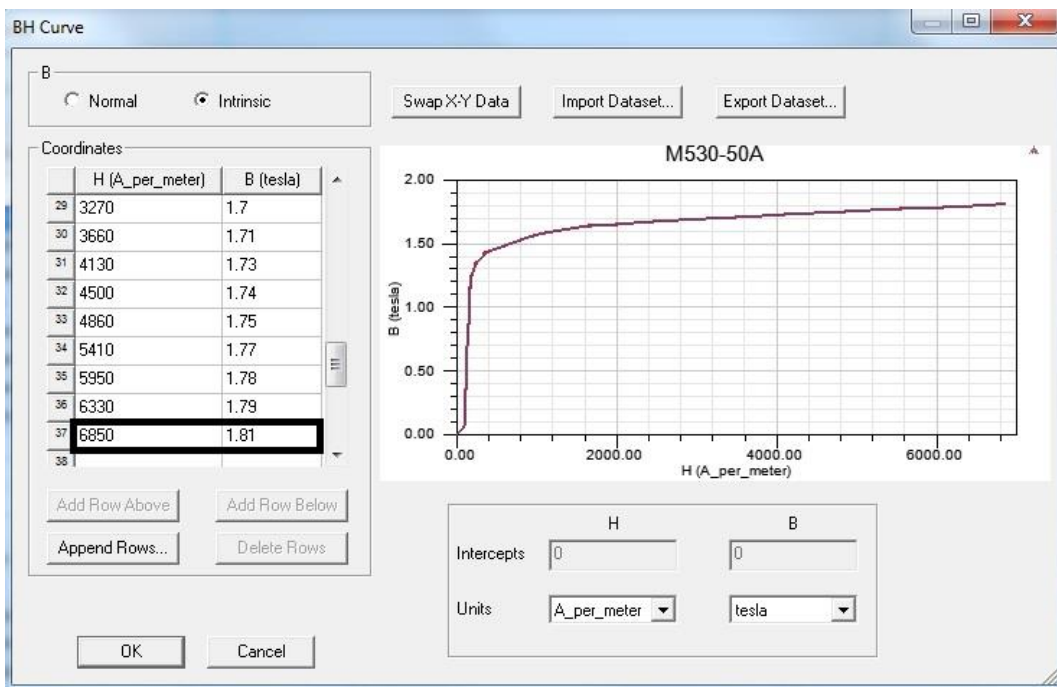 BH Curve
B
Normal Intrinsic
Swap X-Y Data Import Dataset... Export Dataset...
Coordinates
H (A_per_meter) B (tesla)
29 3270 1.7
30 3660 1.71
31 4130 1.73
32 4500 1.74
33 4860 1.75
34 5410 1.77
35 5950 1.78
36 6330 1.79
37 6850 1.81
38
Add Row Above Add Row Below
Append Rows... Delete Rows
M530-50A
2.00
1.50
1.00
0.50
0.00
B (tesla)
0.00 2000.00 4000.00 6000.00
H (A_per_meter)
H B
Intercepts 0 0
Units A_per_meter tesla
OK Cancel